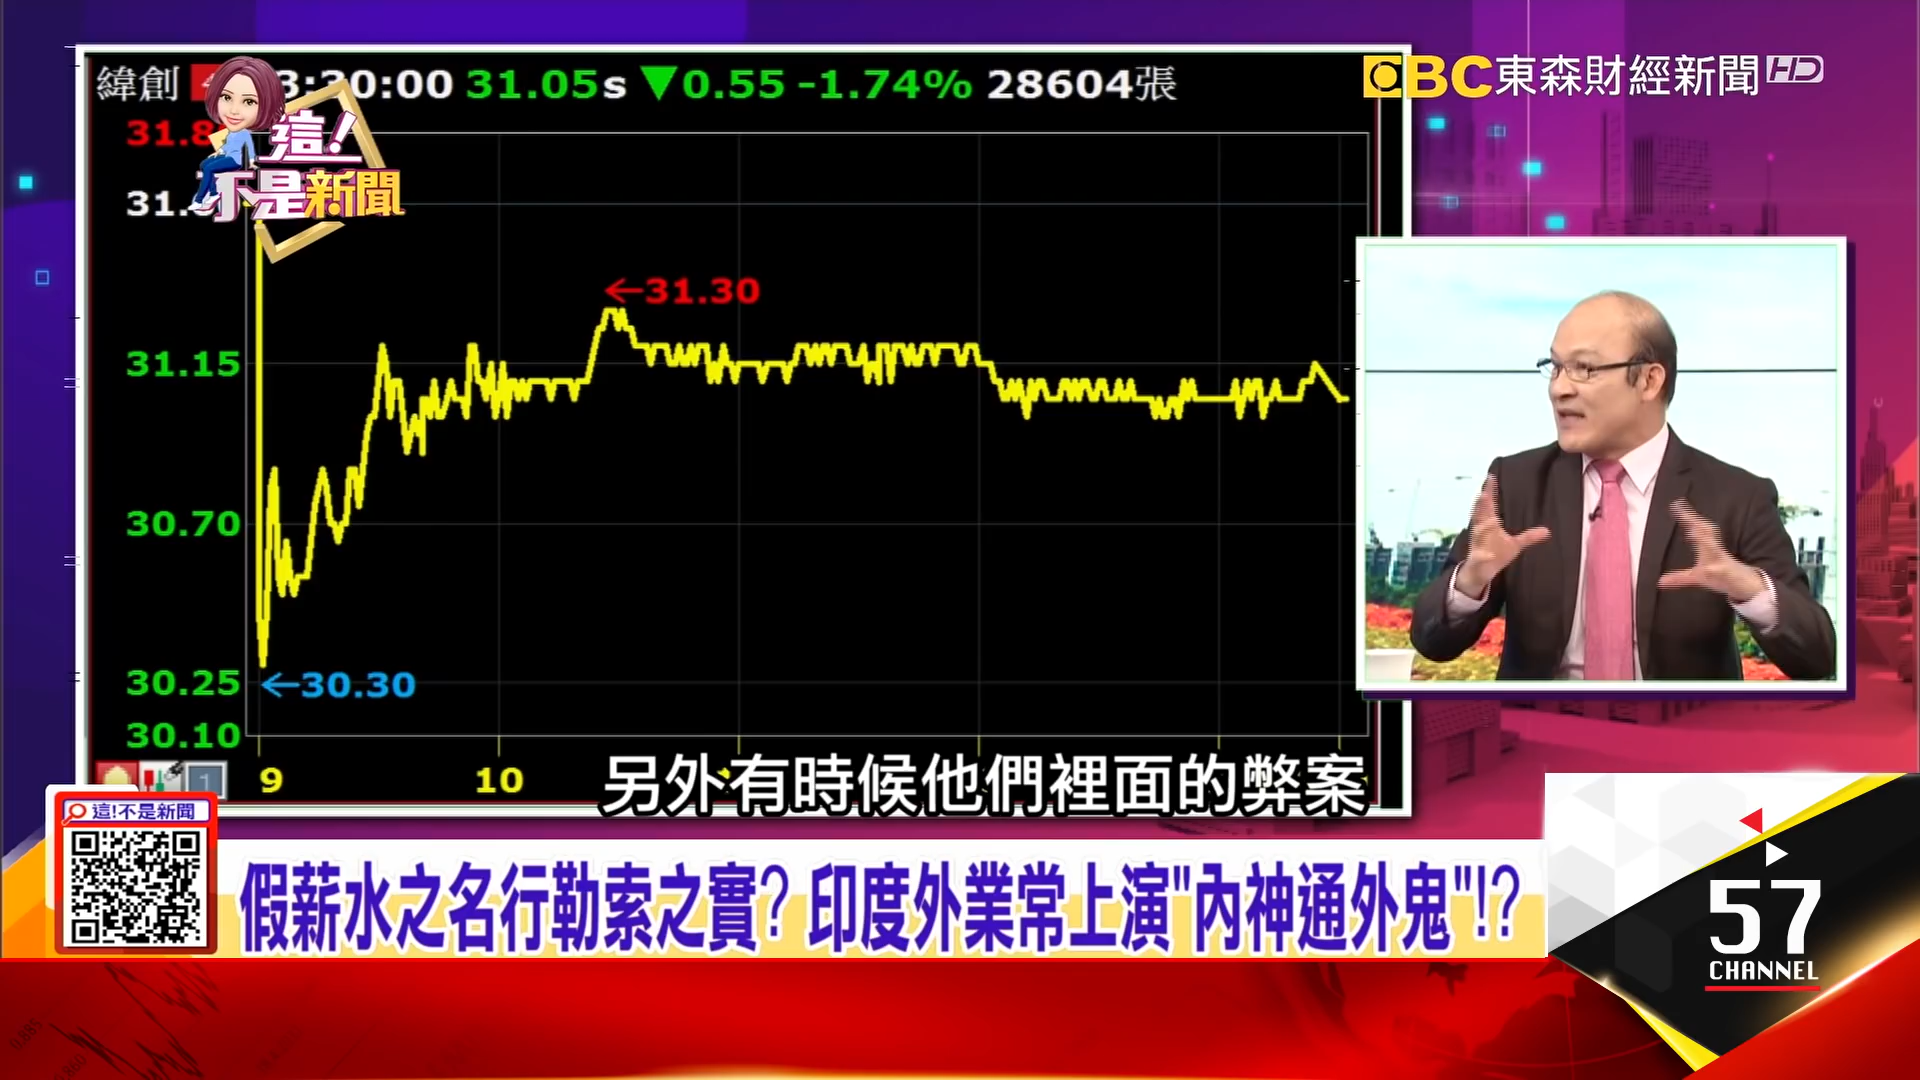 緯創 3:30:00 31.05s ▼0.55 -1.74% 28604張
EBC東森財經新聞HD
這!
不是新聞
31.8
31.
←31.30
31.15
30.70
30.25
←30.30
30.10
9
10
另外有時候他們裡面的弊案
這!不是新聞
假薪水之名行勒索之實? 印度外業常上演"內神通外鬼"!?
57
CHANNEL